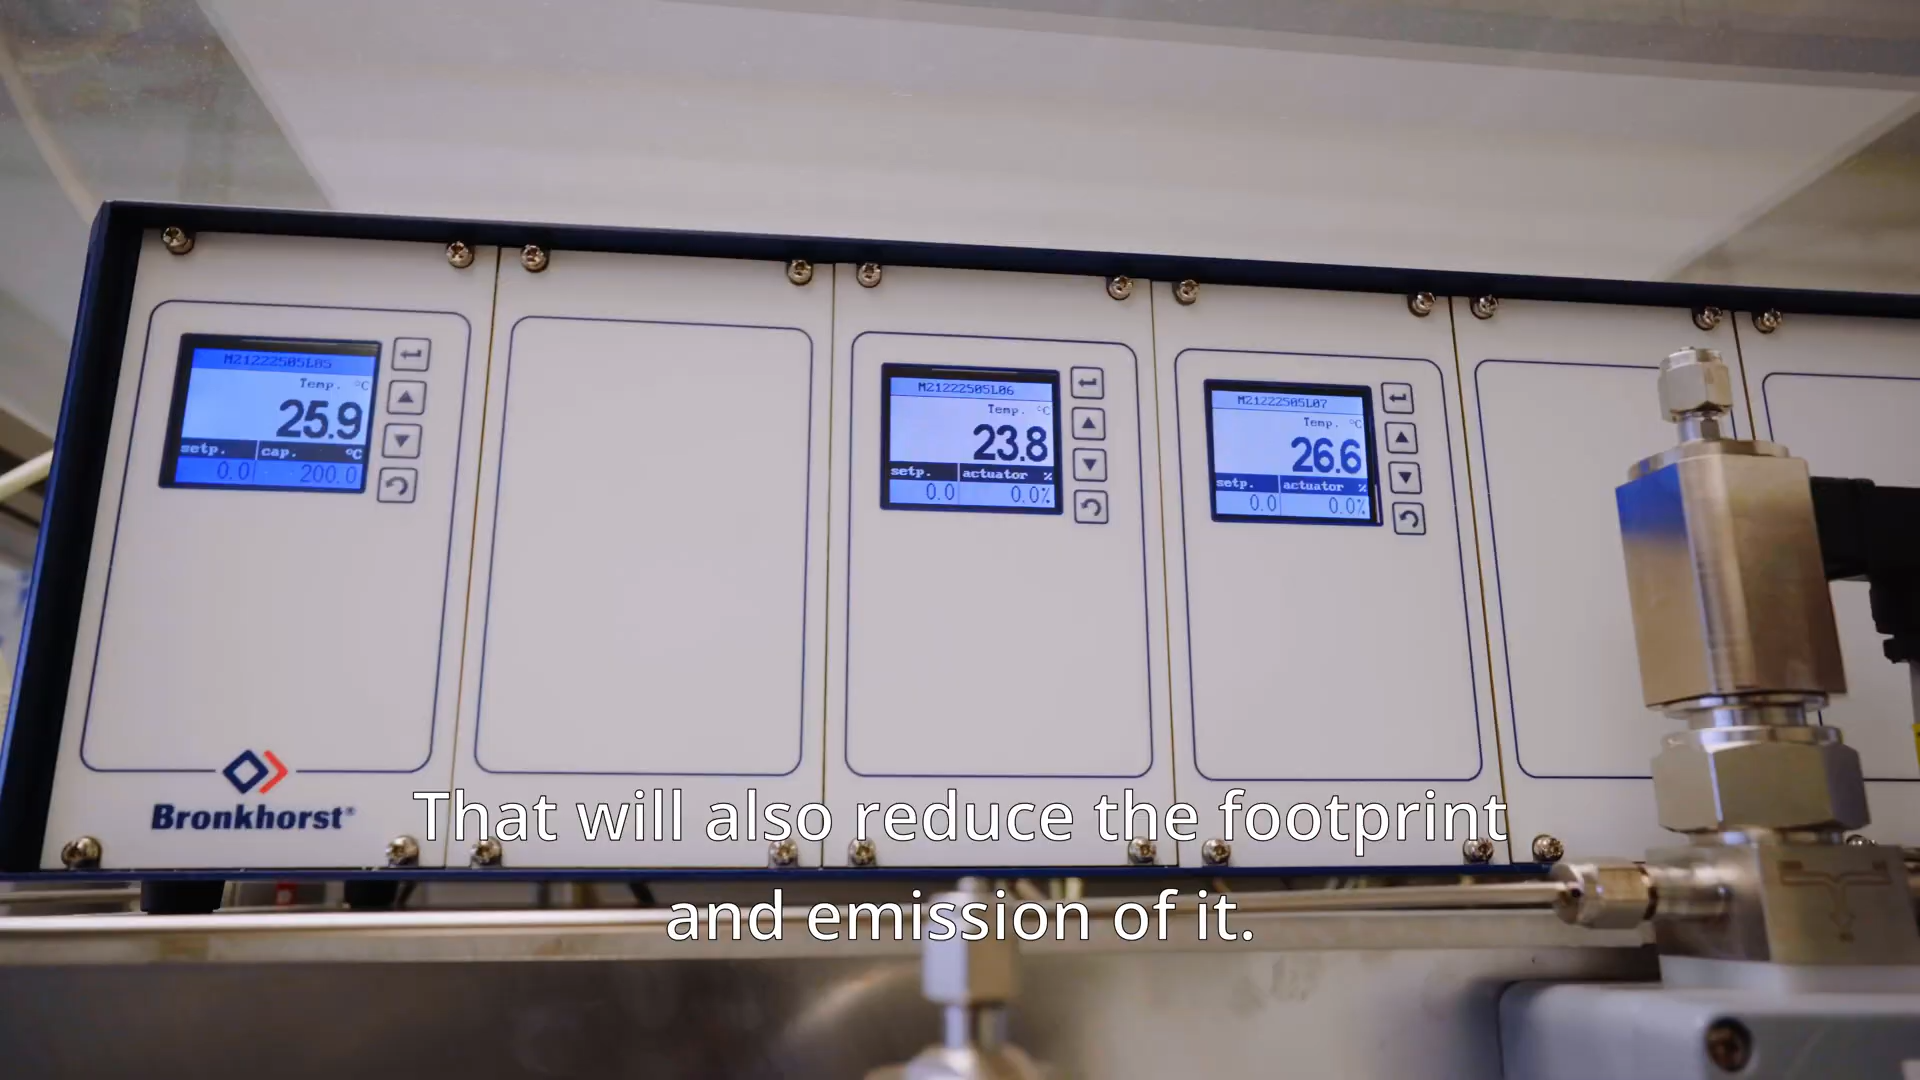 M21222505L05
Temp. °C
25.9
setp. cap. °C
0.0 200.0
M21222505L06
Temp. °C
23.8
setp. actuator %
0.0 0.0%
M21222505L07
Temp. °C
26.6
setp. actuator %
0.0 0.0%
Bronkhorst®
That will also reduce the footprint
and emission of it.